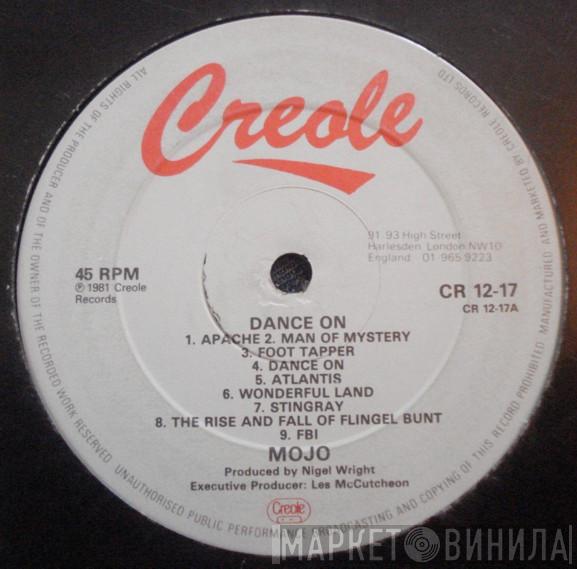 Creole
91.93 High Street
Harlesden London NW10
England 01 965 9223
45 RPM
℗ 1981 Creole
Records
CR 12-17
CR 12-17A
DANCE ON
1. APACHE 2. MAN OF MYSTERY
3. FOOT TAPPER
4. DANCE ON
5. ATLANTIS
6. WONDERFUL LAND
7. STINGRAY
8. THE RISE AND FALL OF FLINGEL BUNT
9. FBI
MOJO
Produced by Nigel Wright
Executive Producer: Les McCutcheon
Creole
ALL RIGHTS OF THE PRODUCER AND OF THE OWNER OF THE RECORDED WORK RESERVED UNAUTHORISED PUBLIC PERFORMANCE BROADCASTING AND COPYING OF THIS RECORD PROHIBITED MANUFACTURED AND MARKETED BY CREOLE RECORDS LTD
МАРКЕТ ВИНИЛА